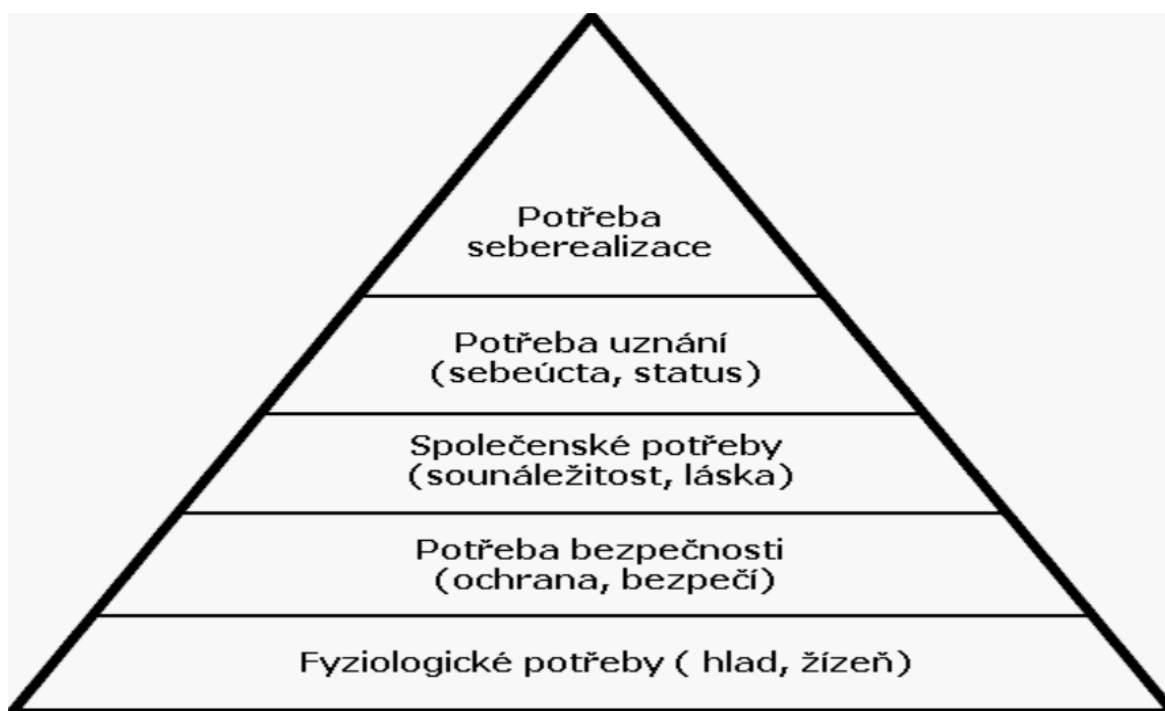 Potřeba
seberealizace
Potřeba uznání
(sebeúcta, status)
Společenské potřeby
(sounáležitost, láska)
Potřeba bezpečnosti
(ochrana, bezpečí)
Fyziologické potřeby ( hlad, žízeň)